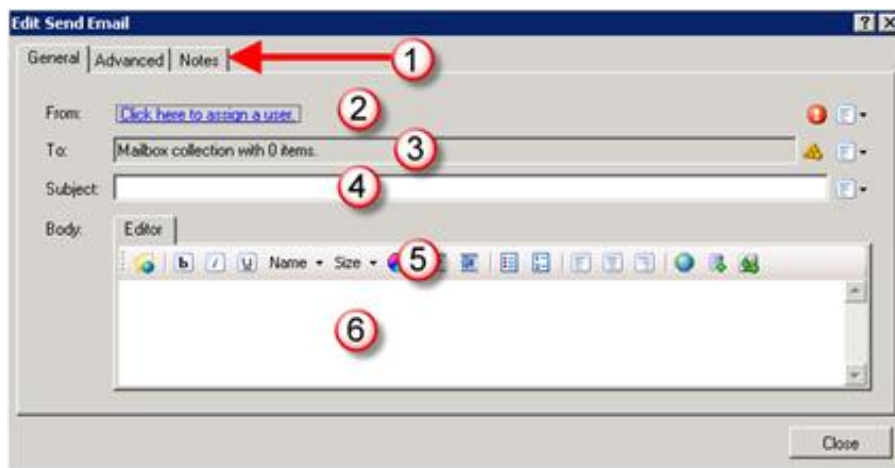 Edit Send Email
General Advanced Notes
1
From: Click here to assign a user. 2
To: Mailbox collection with 0 items. 3
Subject: 4
Body: Editor
b i u Name Size 5
6
Close